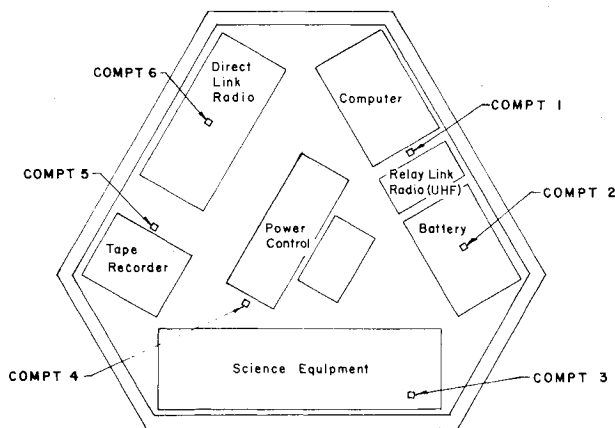 COMPT 6
Direct
Link
Radio
Computer
COMPT 1
Relay Link
Radio (UHF)
COMPT 2
COMPT 5
Battery
Power
Control
Tape
Recorder
COMPT 4
Science Equlpment
COMPT 3